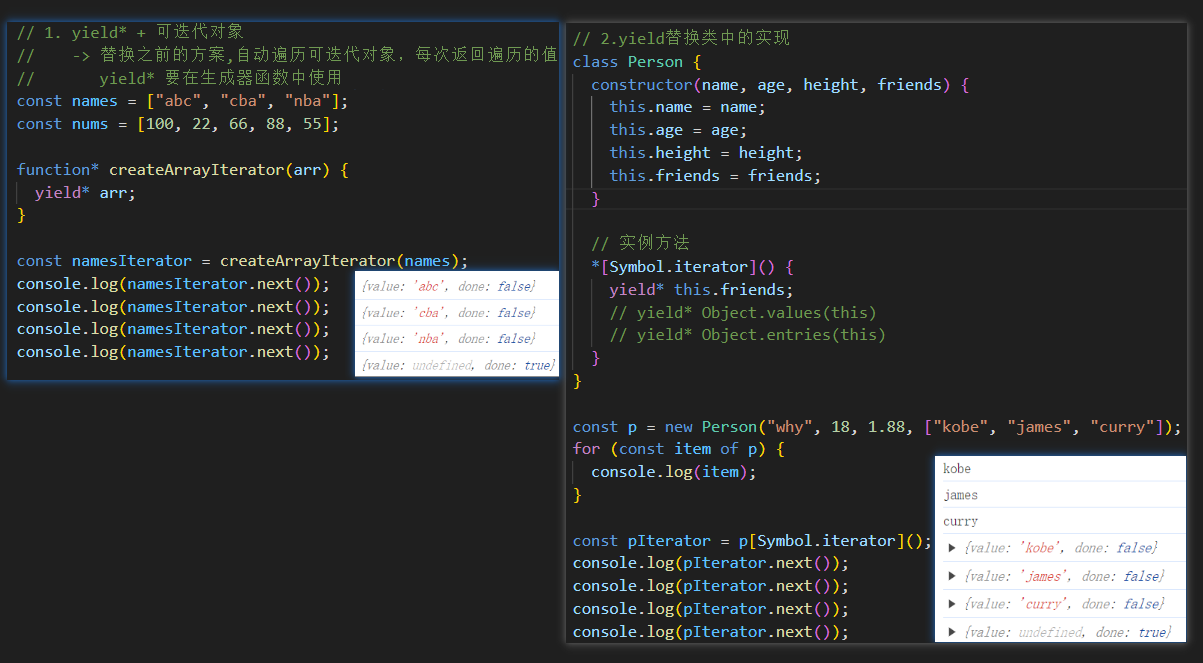 // 1. yield* + 可迭代对象
//    -> 替换之前的方案,自动遍历可迭代对象，每次返回遍历的值
//       yield* 要在生成器函数中使用
const names = ["abc", "cba", "nba"];
const nums = [100, 22, 66, 88, 55];
function* createArrayIterator(arr) {
  yield* arr;
}
const namesIterator = createArrayIterator(names);
console.log(namesIterator.next());
console.log(namesIterator.next());
console.log(namesIterator.next());
console.log(namesIterator.next());
{value: 'abc', done: false}
{value: 'cba', done: false}
{value: 'nba', done: false}
{value: undefined, done: true}
// 2.yield替换类中的实现
class Person {
  constructor(name, age, height, friends) {
    this.name = name;
    this.age = age;
    this.height = height;
    this.friends = friends;
  }
  // 实例方法
  *[Symbol.iterator]() {
    yield* this.friends;
    // yield* Object.values(this)
    // yield* Object.entries(this)
  }
}
const p = new Person("why", 18, 1.88, ["kobe", "james", "curry"]);
for (const item of p) {
  console.log(item);
}
const pIterator = p[Symbol.iterator]();
console.log(pIterator.next());
console.log(pIterator.next());
console.log(pIterator.next());
console.log(pIterator.next());
kobe
james
curry
▶ {value: 'kobe', done: false}
▶ {value: 'james', done: false}
▶ {value: 'curry', done: false}
▶ {value: undefined, done: true}